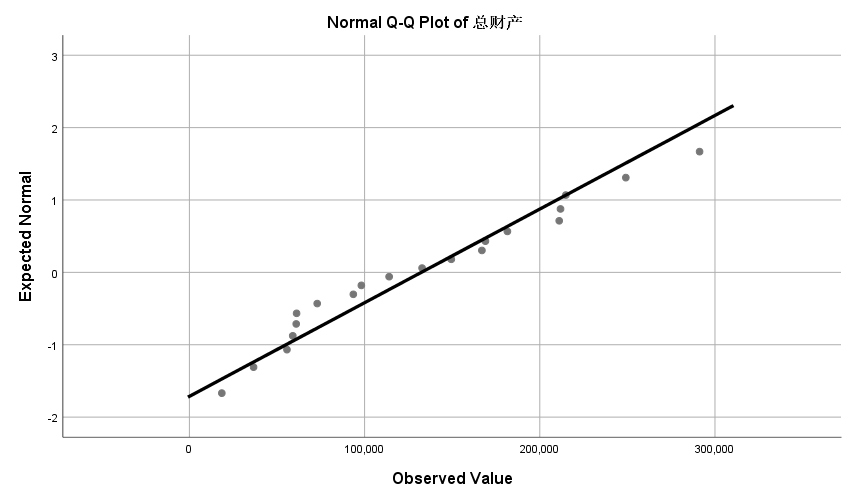 Normal Q-Q Plot of 总财产
3
2
1
0
-1
-2
Expected Normal
0 100,000 200,000 300,000
Observed Value